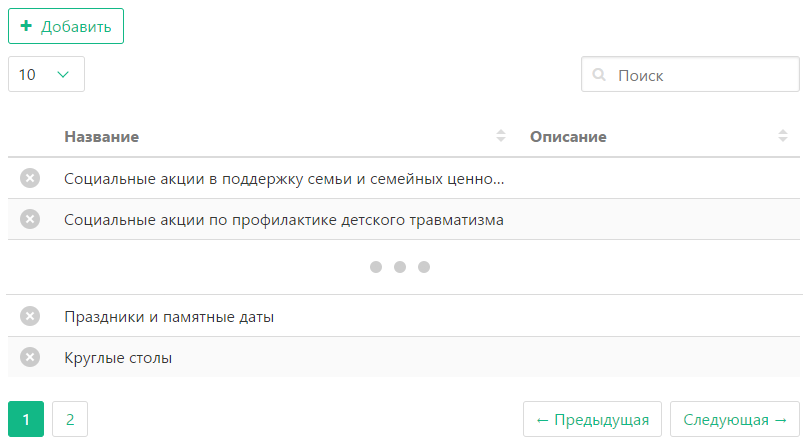 Добавить
10
Поиск
Название Описание
Социальные акции в поддержку семьи и семейных ценно...
Социальные акции по профилактике детского травматизма
Праздники и памятные даты
Круглые столы
1 2 ← Предыдущая Следующая →